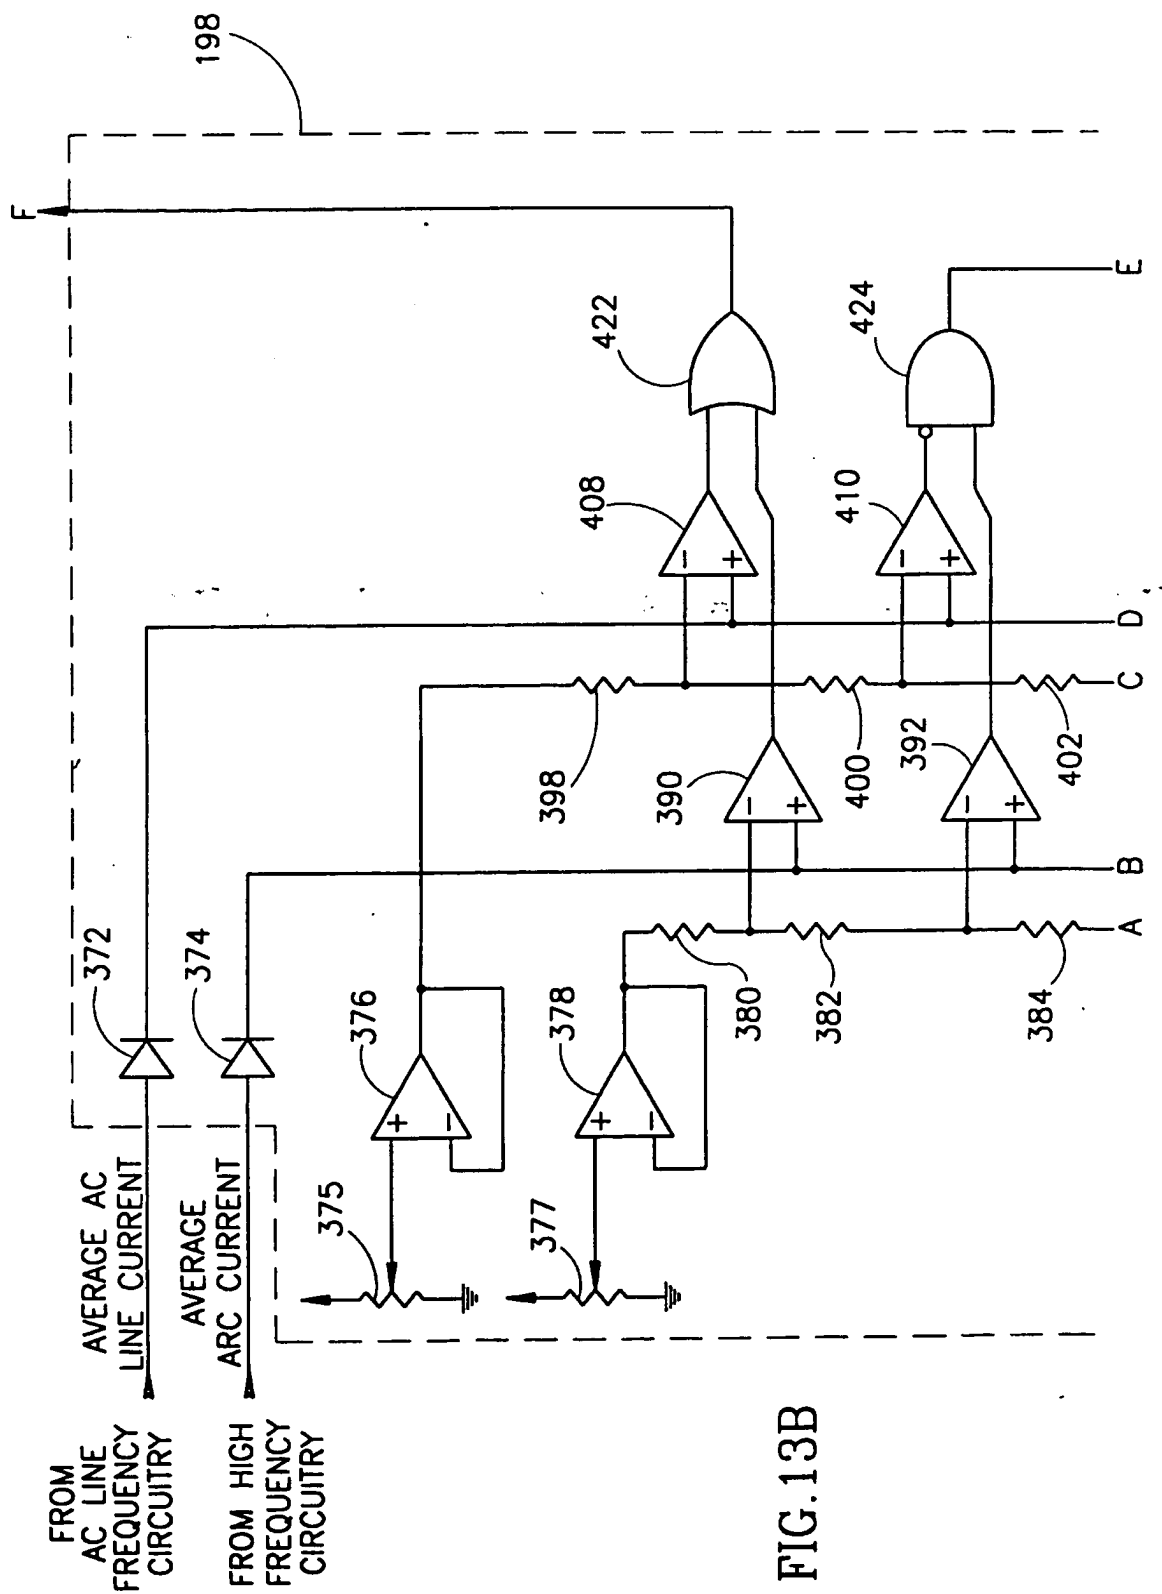 FROM
AC LINE
FREQUENCY
CIRCUITRY
AVERAGE AC
LINE CURRENT
372
198
F
FROM HIGH
FREQUENCY
CIRCUITRY
AVERAGE
ARC CURRENT
374
375
+
−
376
398
408
−
+
422
377
+
−
378
380
390
−
+
400
410
−
+
424
382
392
−
+
384
402
A
B
C
D
E
FIG.13B